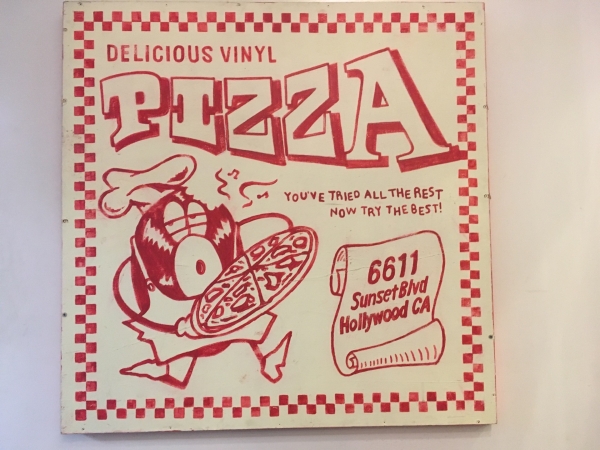 DELICIOUS VINYL
PIZZA
YOU'VE TRIED ALL THE REST
NOW TRY THE BEST!
6611
Sunset Blvd
Hollywood CA